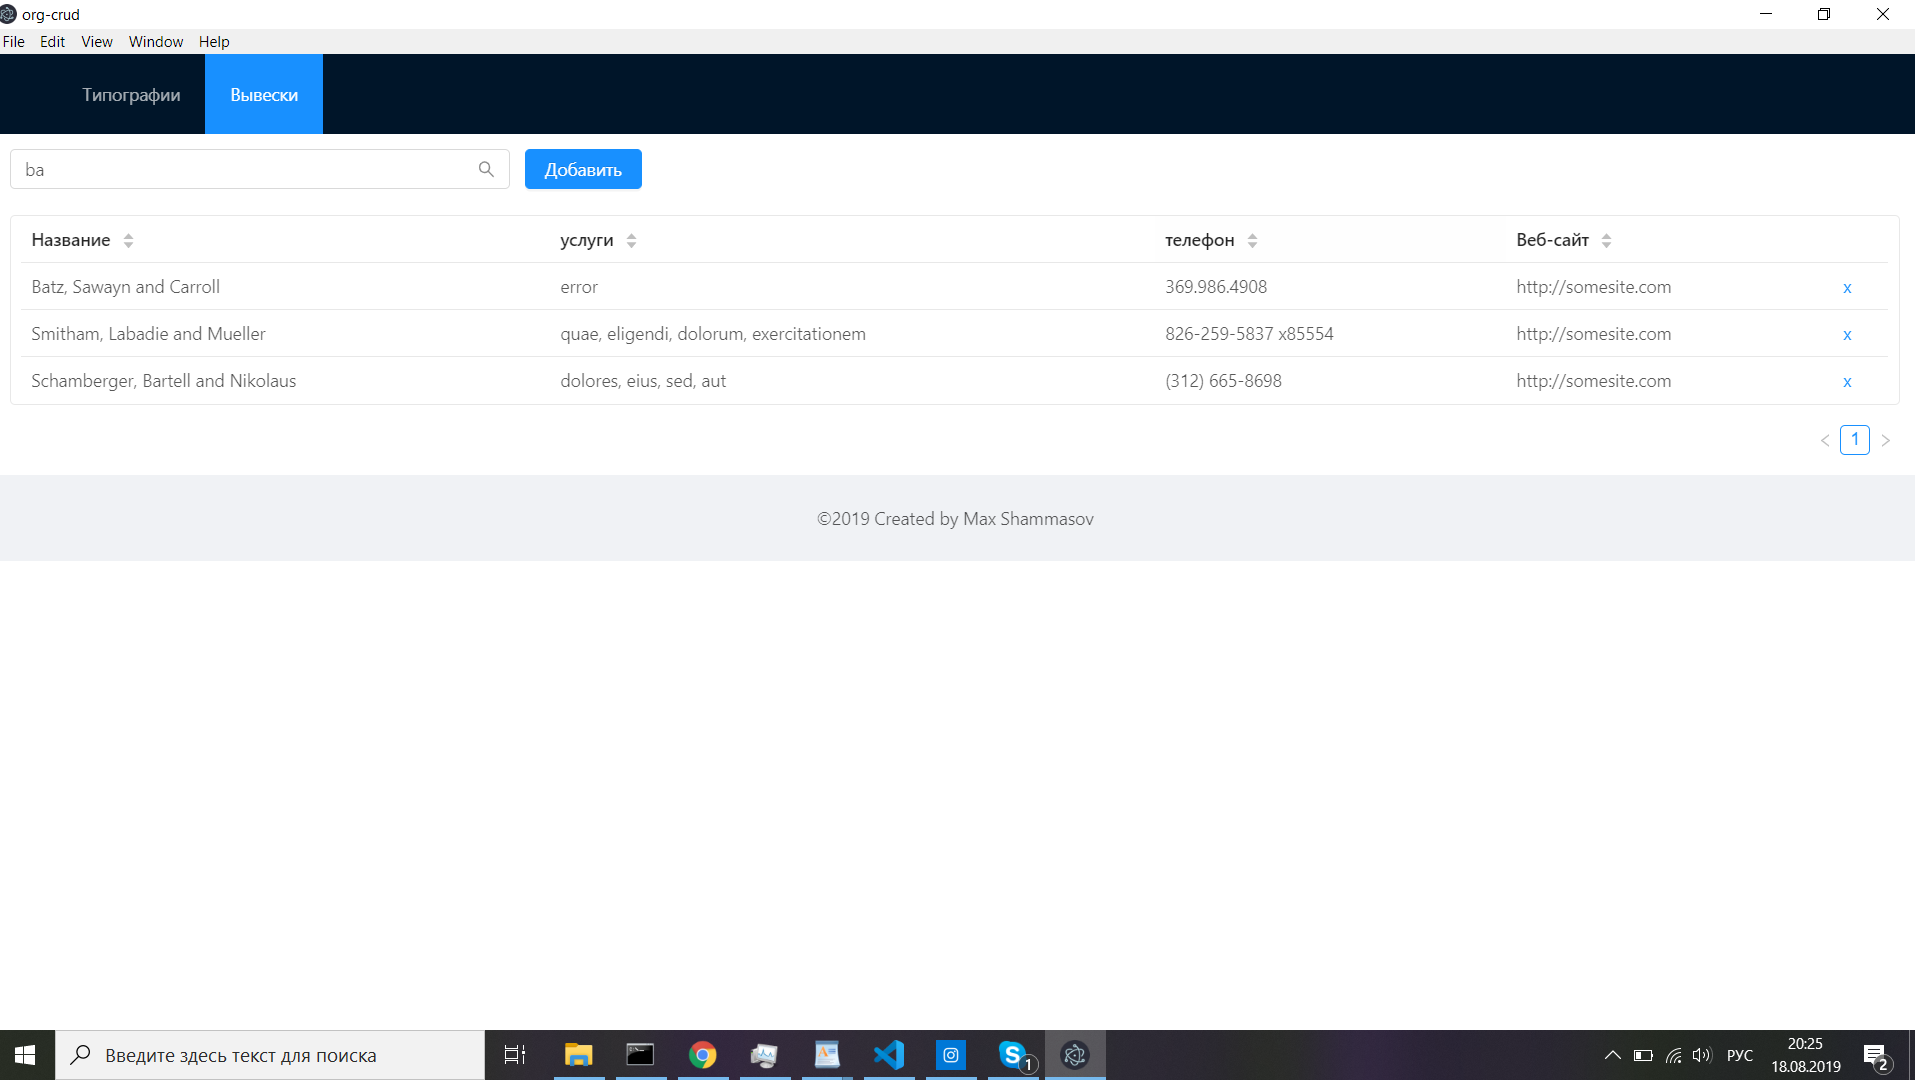 org-crud
File Edit View Window Help
Типографии Вывески
ba Добавить
Название услуги телефон Веб-сайт
Batz, Sawayn and Carroll error 369.986.4908 http://somesite.com x
Smitham, Labadie and Mueller quae, eligendi, dolorum, exercitationem 826-259-5837 x85554 http://somesite.com x
Schamberger, Bartell and Nikolaus dolores, eius, sed, aut (312) 665-8698 http://somesite.com x
< 1 >
©2019 Created by Max Shammasov
Введите здесь текст для поиска 1 РУС 20:25 2
18.08.2019